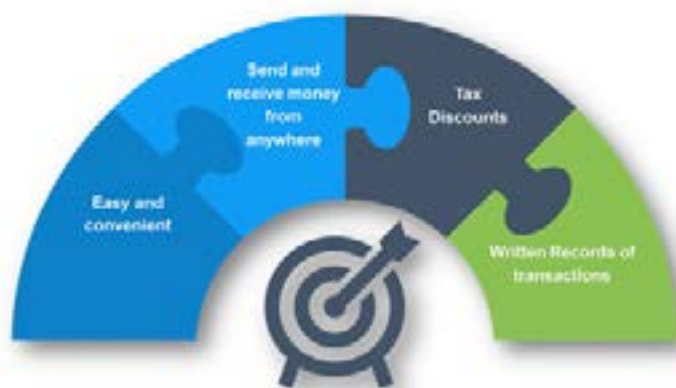 Easy and
convenient
Send and
receive money
from
anywhere
Tax
Discounts
Written Records of
transactions